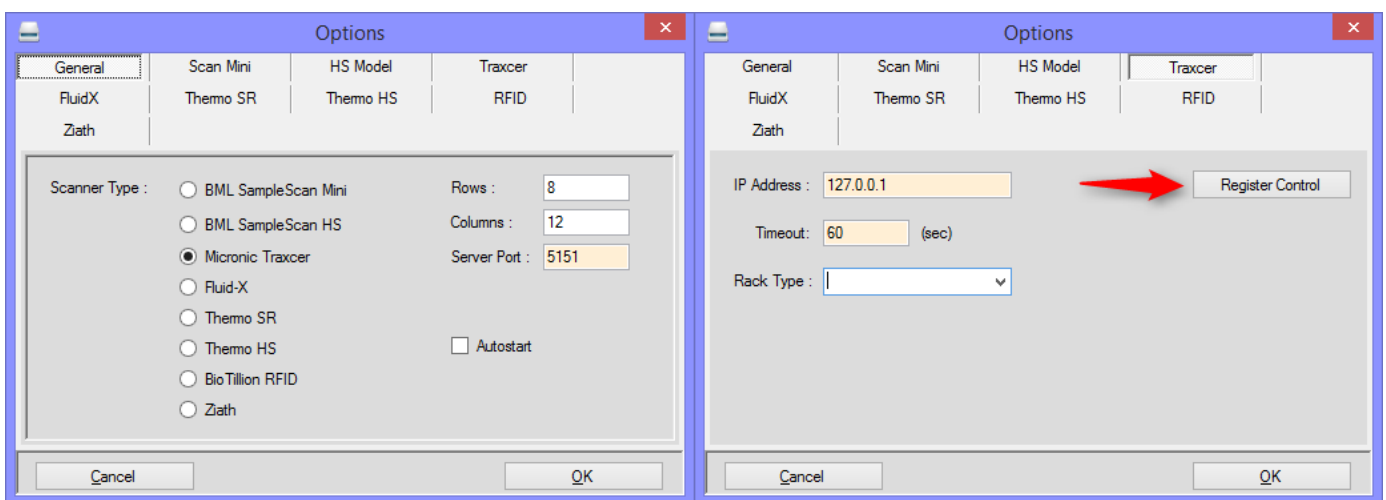 Options
General Scan Mini HS Model Traxcer
FluidX Thermo SR Thermo HS RFID
Ziath
Scanner Type :
BML SampleScan Mini
BML SampleScan HS
Micronic Traxcer
Fluid-X
Thermo SR
Thermo HS
BioTillion RFID
Ziath
Rows : 8
Columns : 12
Server Port : 5151
Autostart
Cancel OK
Options
General Scan Mini HS Model Traxcer
FluidX Thermo SR Thermo HS RFID
Ziath
IP Address : 127.0.0.1 Register Control
Timeout: 60 (sec)
Rack Type :
Cancel OK